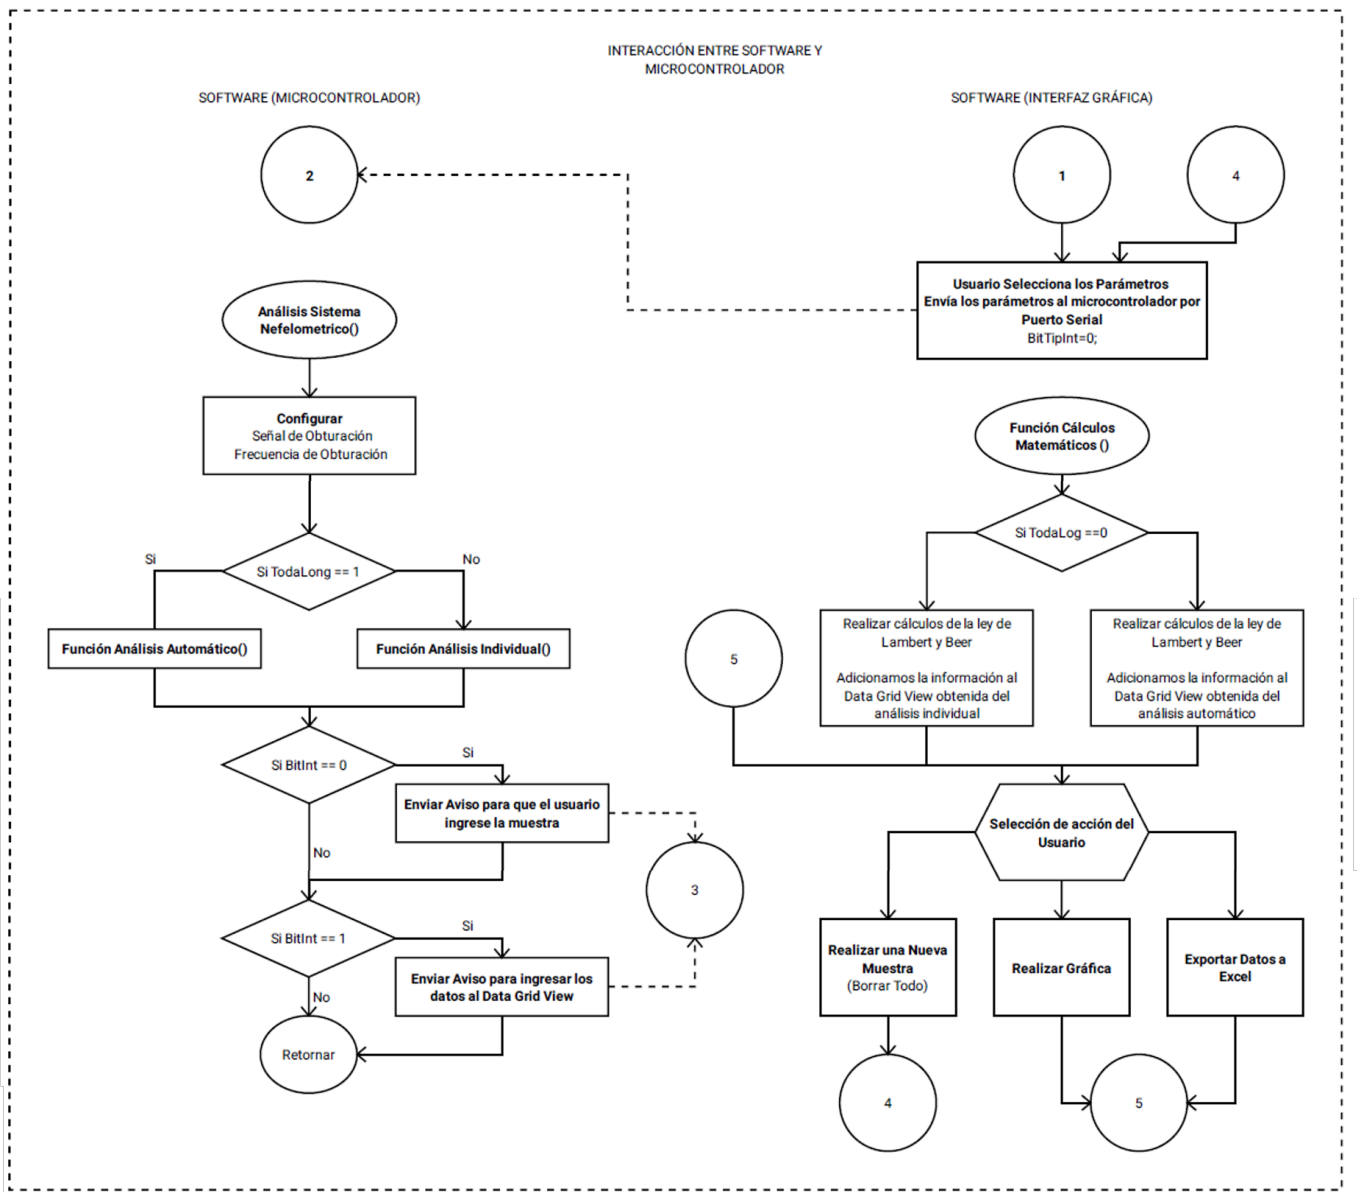 INTERACCIÓN ENTRE SOFTWARE Y
MICROCONTROLADOR
SOFTWARE (MICROCONTROLADOR)
2
Análisis Sistema
Nefelometrico()
Configurar
Señal de Obturación
Frecuencia de Obturación
Si
No
Si TodaLong == 1
Función Análisis Automático()
Función Análisis Individual()
Si BitInt == 0
Si
Enviar Aviso para que el usuario
ingrese la muestra
No
3
Si BitInt == 1
Si
Enviar Aviso para ingresar los
datos al Data Grid View
No
Retornar
SOFTWARE (INTERFAZ GRÁFICA)
1
4
Usuario Selecciona los Parámetros
Envía los parámetros al microcontrolador por
Puerto Serial
BitTipInt=0;
Función Cálculos
Matemáticos ()
Si TodaLog ==0
5
Realizar cálculos de la ley de
Lambert y Beer
Adicionamos la información al
Data Grid View obtenida del
análisis individual
Realizar cálculos de la ley de
Lambert y Beer
Adicionamos la información al
Data Grid View obtenida del
análisis automático
Selección de acción del
Usuario
Realizar una Nueva
Muestra
(Borrar Todo)
Realizar Gráfica
Exportar Datos a
Excel
4
5